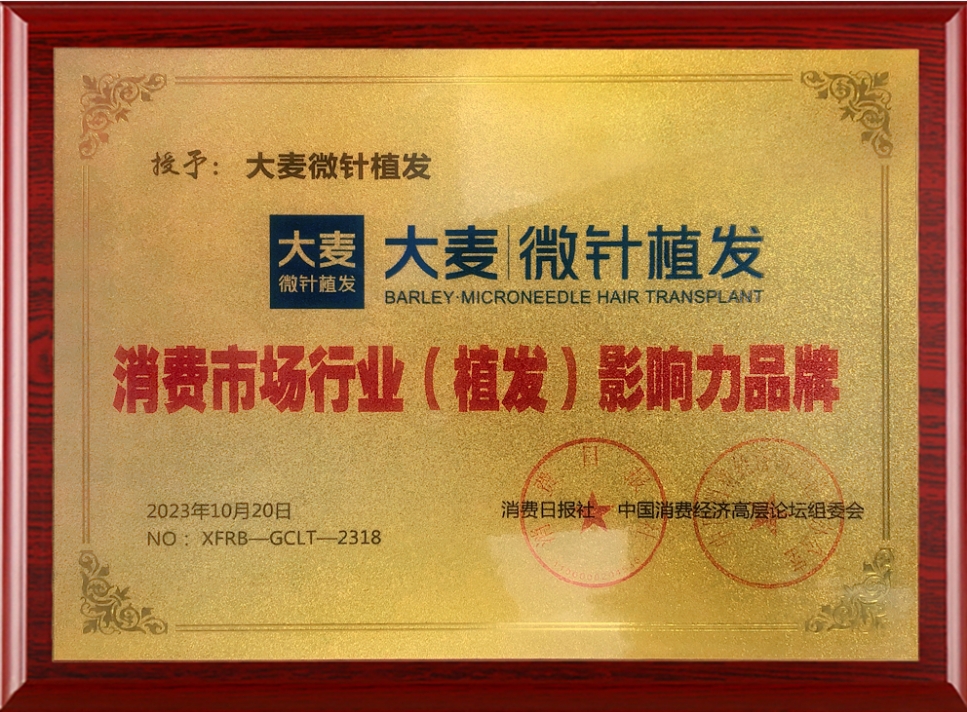 授予：大麦微针植发
大麦
微针植发
大麦|微针植发
BARLEY·MICRONEEDLE HAIR TRANSPLANT
消费市场行业（植发）影响力品牌
2023年10月20日
NO：XFRB—GCLT—2318
消费日报社 中国消费经济高层论坛组委会